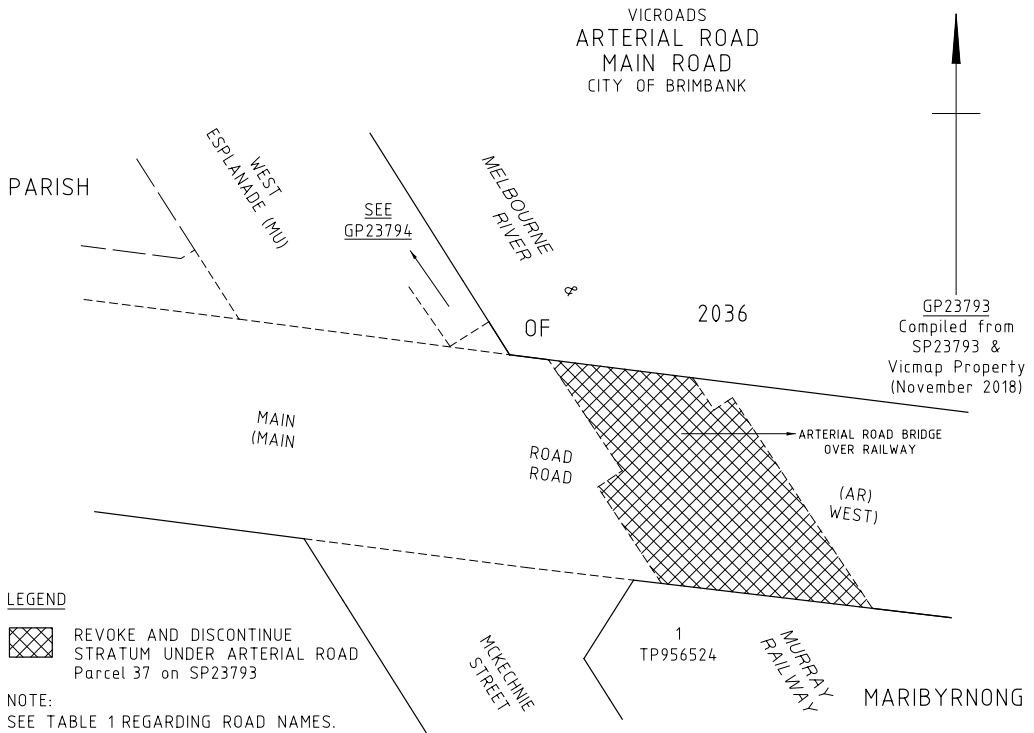 VICROADS
ARTERIAL ROAD
MAIN ROAD
CITY OF BRIMBANK
PARISH
WEST
ESPLANADE (MU)
SEE
GP23794
MELBOURNE
RIVER
&
OF
2036
GP23793
Compiled from
SP23793 &
Vicmap Property
(November 2018)
MAIN
(MAIN
ROAD
ROAD
ARTERIAL ROAD BRIDGE
OVER RAILWAY
(AR)
WEST)
LEGEND
REVOKE AND DISCONTINUE
STRATUM UNDER ARTERIAL ROAD
Parcel 37 on SP23793
NOTE:
SEE TABLE 1 REGARDING ROAD NAMES.
MCKECHNIE
STREET
1
TP956524
MURRAY
RAILWAY
MARIBYRNONG